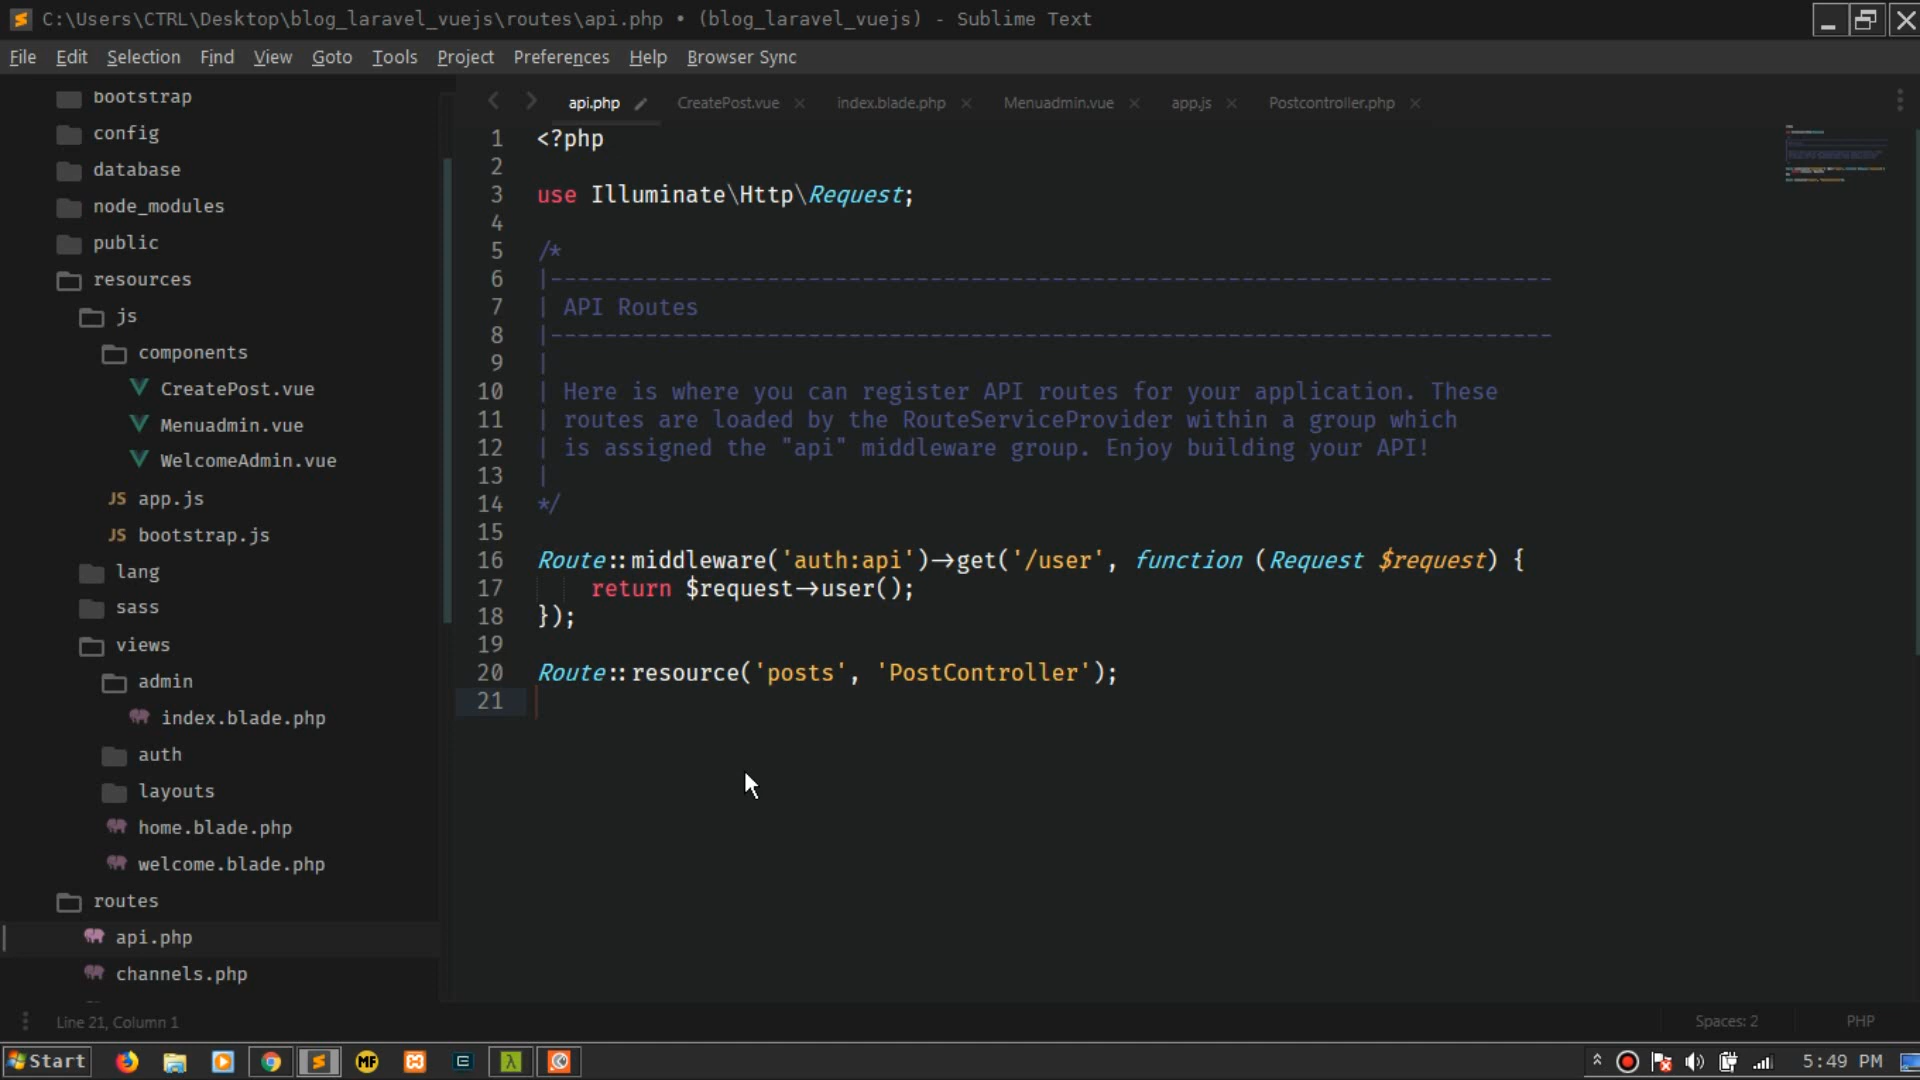 C:\Users\CTRL\Desktop\blog_laravel_vuejs\routes\api.php • (blog_laravel_vuejs) - Sublime Text
File Edit Selection Find View Goto Tools Project Preferences Help Browser Sync
bootstrap
config
database
node_modules
public
resources
js
components
CreatePost.vue
Menuadmin.vue
WelcomeAdmin.vue
JS app.js
JS bootstrap.js
lang
sass
views
admin
index.blade.php
auth
layouts
home.blade.php
welcome.blade.php
routes
api.php
channels.php
api.php CreatePost.vue × index.blade.php × Menuadmin.vue × app.js × Postcontroller.php ×
1 <?php
2
3 use Illuminate\Http\Request;
4
5 /*
6 |--------------------------------------------------------------------------
7 | API Routes
8 |--------------------------------------------------------------------------
9 |
10 | Here is where you can register API routes for your application. These
11 | routes are loaded by the RouteServiceProvider within a group which
12 | is assigned the "api" middleware group. Enjoy building your API!
13 |
14 */
15
16 Route::middleware('auth:api')->get('/user', function (Request $request) {
17     return $request->user();
18 });
19
20 Route::resource('posts', 'PostController');
21
Line 21, Column 1
Spaces: 2
PHP
Start
MF
5:49 PM